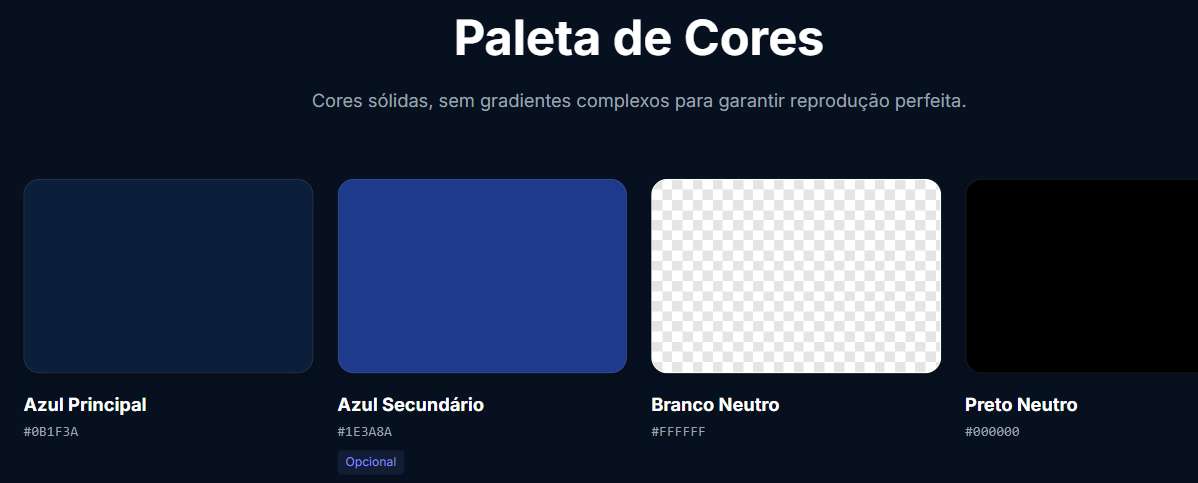 Paleta de Cores
Cores sólidas, sem gradientes complexos para garantir reprodução perfeita.
Azul Principal
#0B1F3A
Azul Secundário
#1E3A8A
Opcional
Branco Neutro
#FFFFFF
Preto Neutro
#000000